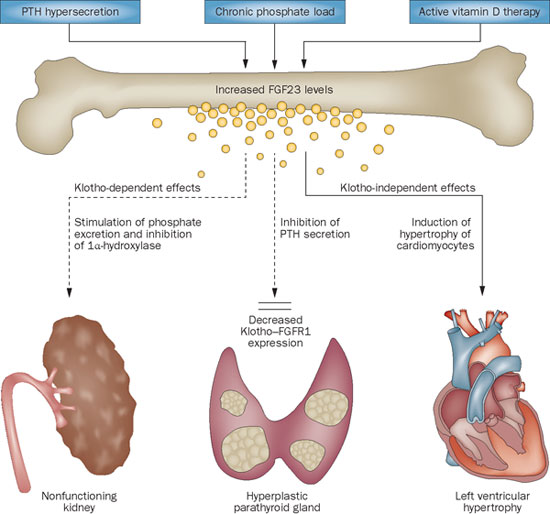 PTH hypersecretion
Chronic phosphate load
Active vitamin D therapy
Increased FGF23 levels
Klotho-dependent effects
Klotho-independent effects
Stimulation of phosphate
excretion and inhibition
of 1α-hydroxylase
Inhibition of
PTH secretion
Induction of
hypertrophy of
cardiomyocytes
Decreased
Klotho–FGFR1
expression
Nonfunctioning
kidney
Hyperplastic
parathyroid gland
Left ventricular
hypertrophy